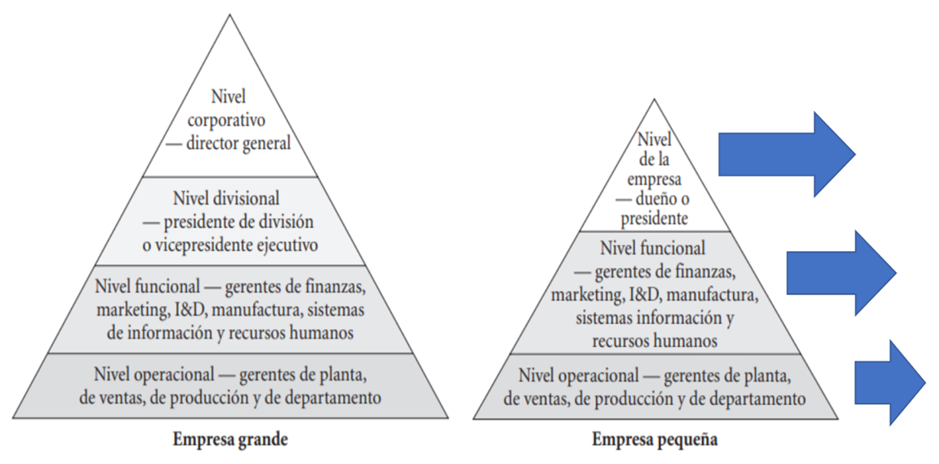 Nivel
corporativo
— director general
Nivel divisional
— presidente de división
o vicepresidente ejecutivo
Nivel funcional — gerentes de finanzas,
marketing, I&D, manufactura, sistemas
de información y recursos humanos
Nivel operacional — gerentes de planta,
de ventas, de producción y de departamento
Empresa grande
Nivel
de la
empresa
— dueño o
presidente
Nivel funcional
— gerentes de finanzas,
marketing, I&D, manufactura,
sistemas información y
recursos humanos
Nivel operacional — gerentes de planta,
de ventas, de producción y de departamento
Empresa pequeña